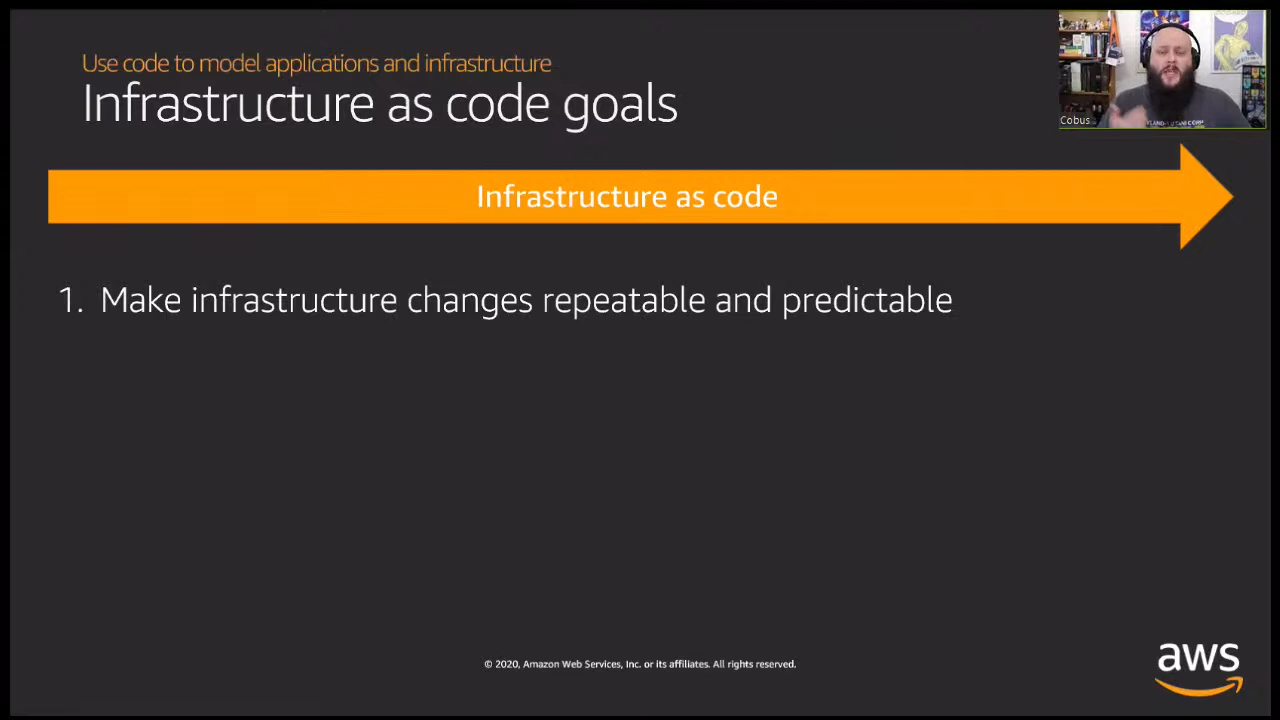 Use code to model applications and infrastructure
Infrastructure as code goals
Cobus
Infrastructure as code
1. Make infrastructure changes repeatable and predictable
© 2020, Amazon Web Services, Inc. or its affiliates. All rights reserved.
aws